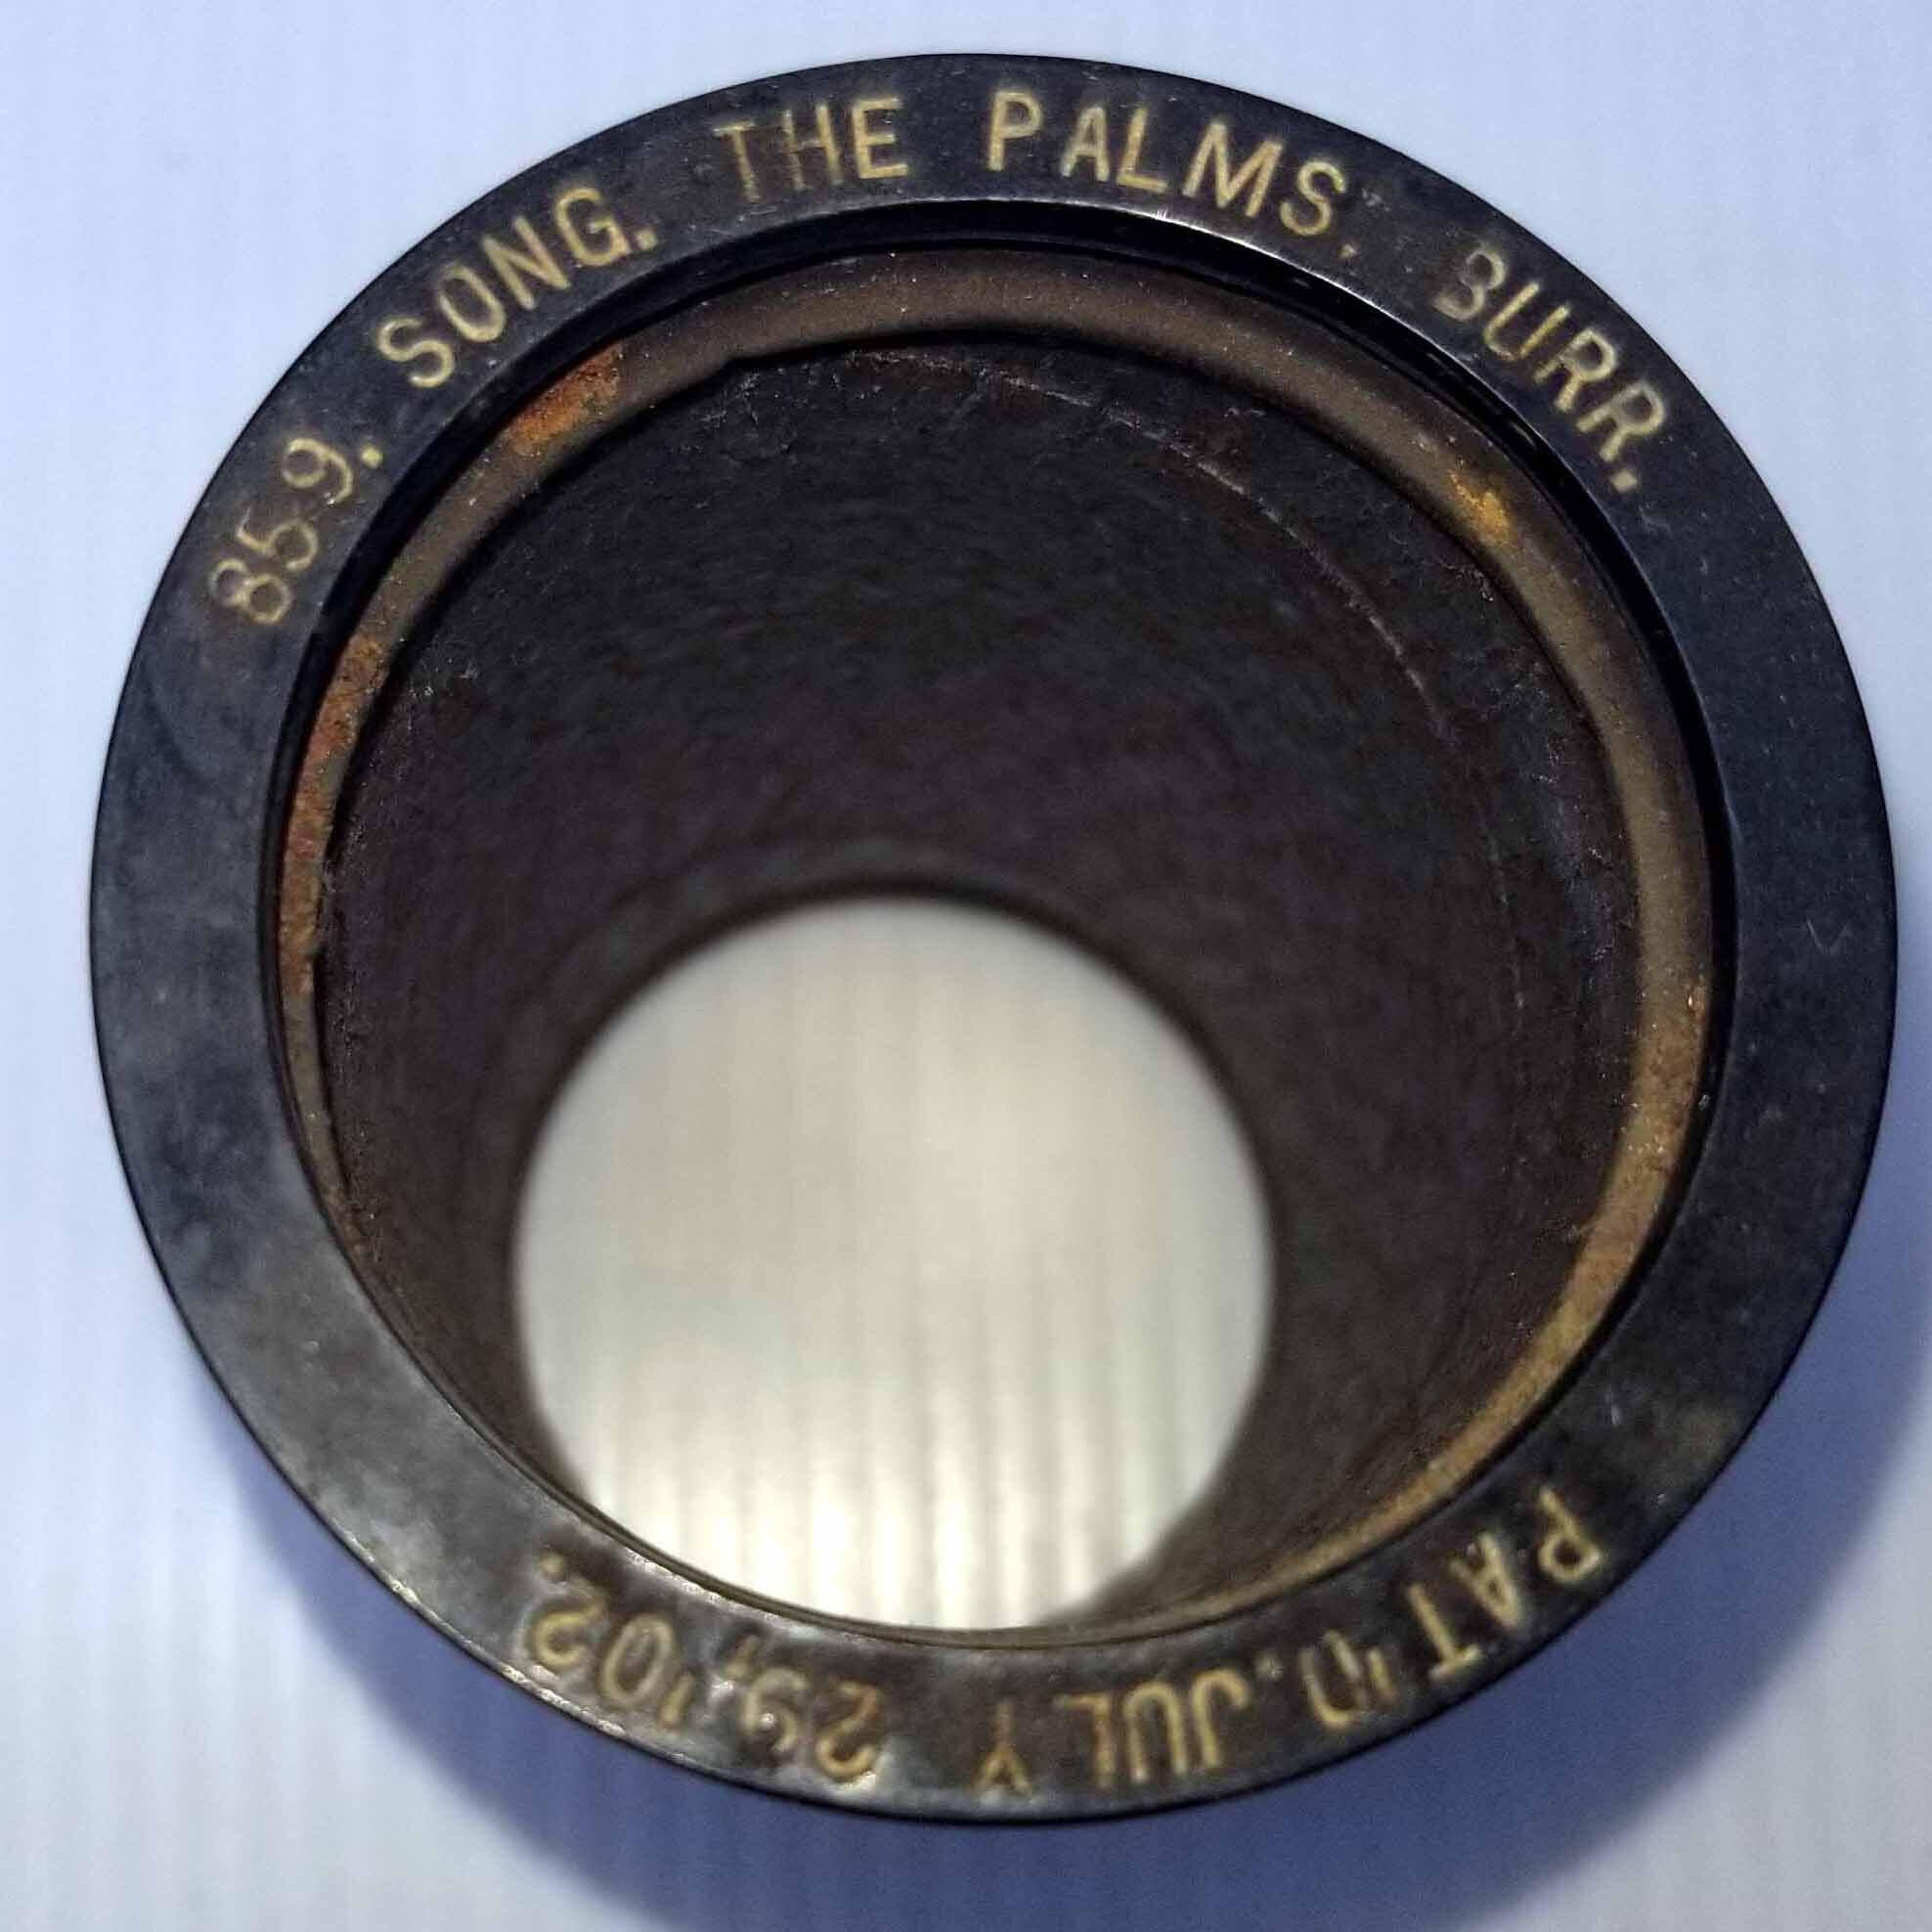 859. SONG. THE PALMS, BURR.
PAT'D. JULY 29, '02.